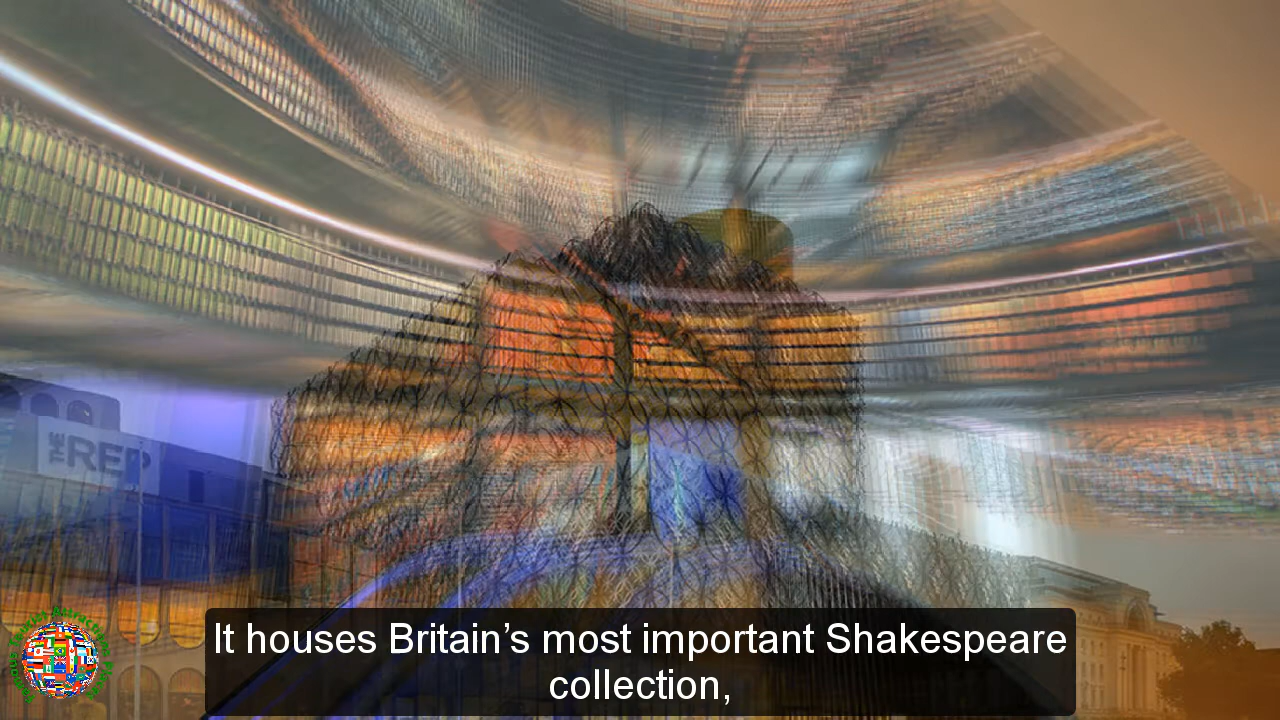 THE REP
It houses Britain’s most important Shakespeare
collection,